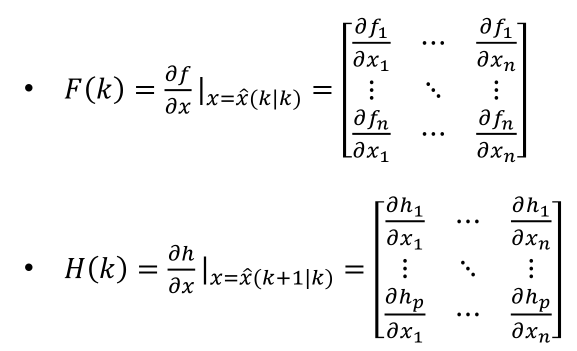 • F(k) = ∂f/∂x |ₓ₌x̂(k|k) = [∂f₁/∂x₁ ⋯ ∂f₁/∂xₙ
⋮ ⋱ ⋮
∂fₙ/∂x₁ ⋯ ∂fₙ/∂xₙ]
• H(k) = ∂h/∂x |ₓ₌x̂(k+1|k) = [∂h₁/∂x₁ ⋯ ∂h₁/∂xₙ
⋮ ⋱ ⋮
∂hₚ/∂x₁ ⋯ ∂hₚ/∂xₙ]